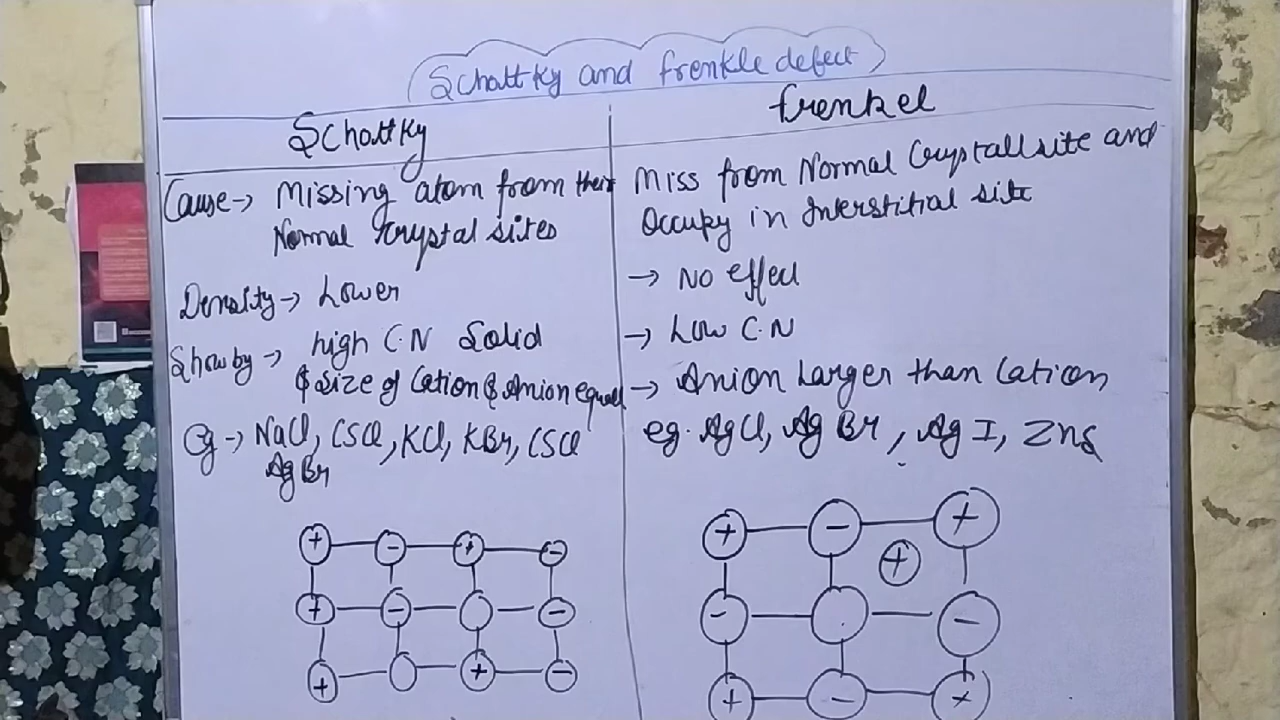 Schottky and frenkle defect
Schottky
frenkel
Cause → Missing atom from their
Normal crystal sites
Density → Lower
Show by → high C.N Solid
& size of Cation & Anion equal
Eg → NaCl, CSCl, KCl, KBr, CSCl
AgBr
Miss from Normal Crystall site and
Occupy in Interstitial site
→ No effect
→ Low C.N
→ Anion Larger than Cation
eg. AgCl, AgBr, AgI, ZnS
+ - + -
+ - -
+ + -
+ - +
+
- -
+ - +